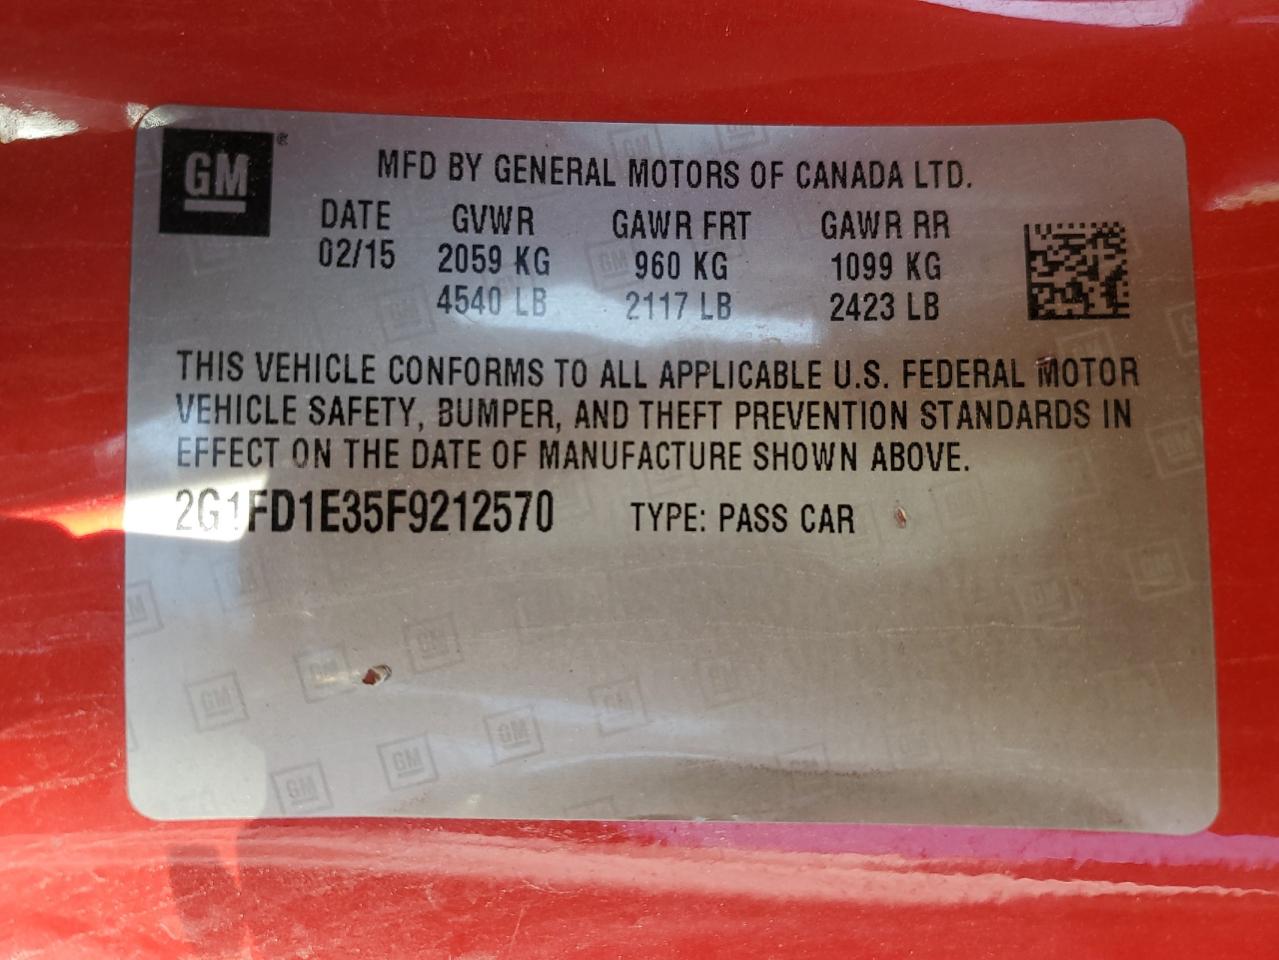 GM®
MFD BY GENERAL MOTORS OF CANADA LTD.
DATE GVWR GAWR FRT GAWR RR
02/15 2059 KG 960 KG 1099 KG
4540 LB 2117 LB 2423 LB
THIS VEHICLE CONFORMS TO ALL APPLICABLE U.S. FEDERAL MOTOR
VEHICLE SAFETY, BUMPER, AND THEFT PREVENTION STANDARDS IN
EFFECT ON THE DATE OF MANUFACTURE SHOWN ABOVE.
2G1FD1E35F9212570 TYPE: PASS CAR